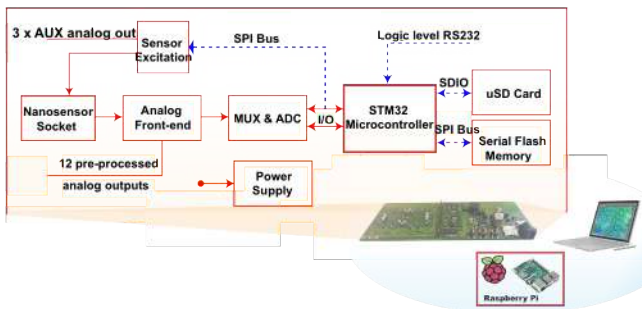 3 x AUX analog out
Sensor
Excitation
SPI Bus
Logic level RS232
Nanosensor
Socket
Analog
Front-end
MUX & ADC
I/O
STM32
Microcontroller
SDIO
uSD Card
SPI Bus
Serial Flash
Memory
12 pre-processed
analog outputs
Power
Supply
Raspberry Pi